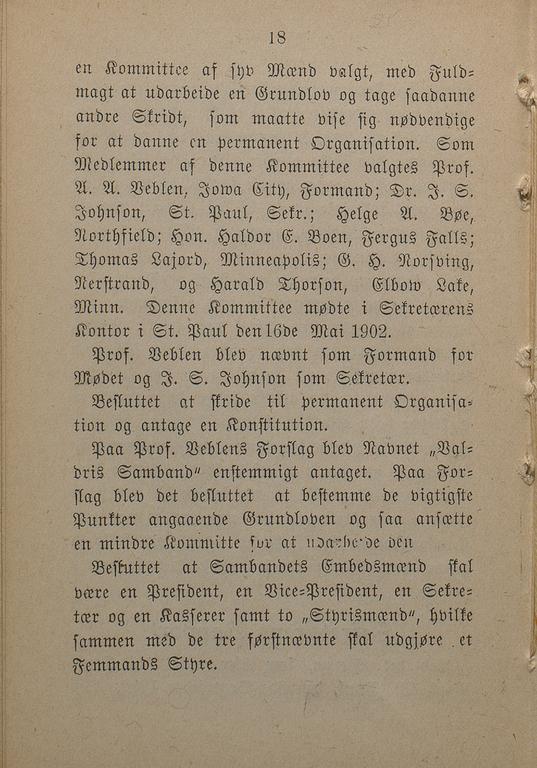 18
en Kommittee af syv Mænd valgt, med Fuld-
magt at udarbeide en Grundlov og tage saadanne
andre Skridt, som maatte vise sig nødvendige
for at danne en permanent Organisation. Som
Medlemmer af denne Kommittee valgtes Prof.
A. A. Veblen, Iowa City, Formand; Dr. J. S.
Johnson, St. Paul, Sekr.; Helge A. Bøe,
Northfield; Hon. Haldor E. Boen, Fergus Falls;
Thomas Lajord, Minneapolis; G. H. Norsving,
Nerstrand, og Harald Thorson, Elbow Lake,
Minn. Denne Kommittee mødte i Sekretærens
Kontor i St. Paul den 16de Mai 1902.
Prof. Veblen blev nævnt som Formand for
Mødet og J. S. Johnson som Sekretær.
Besluttet at skride til permanent Organisa-
tion og antage en Konstitution.
Paa Prof. Veblens Forslag blev Navnet „Val-
dris Samband" enstemmigt antaget. Paa For-
slag blev det besluttet at bestemme de vigtigste
Punkter angaaende Grundloven og saa ansætte
en mindre Kommitte for at udarbeide den
Besluttet at Sambandets Embedsmænd skal
være en President, en Vice-President, en Sekre-
tær og en Kasserer samt to „Styrismænd", hvilke
sammen med de tre førstnævnte skal udgjøre et
Femmands Styre.